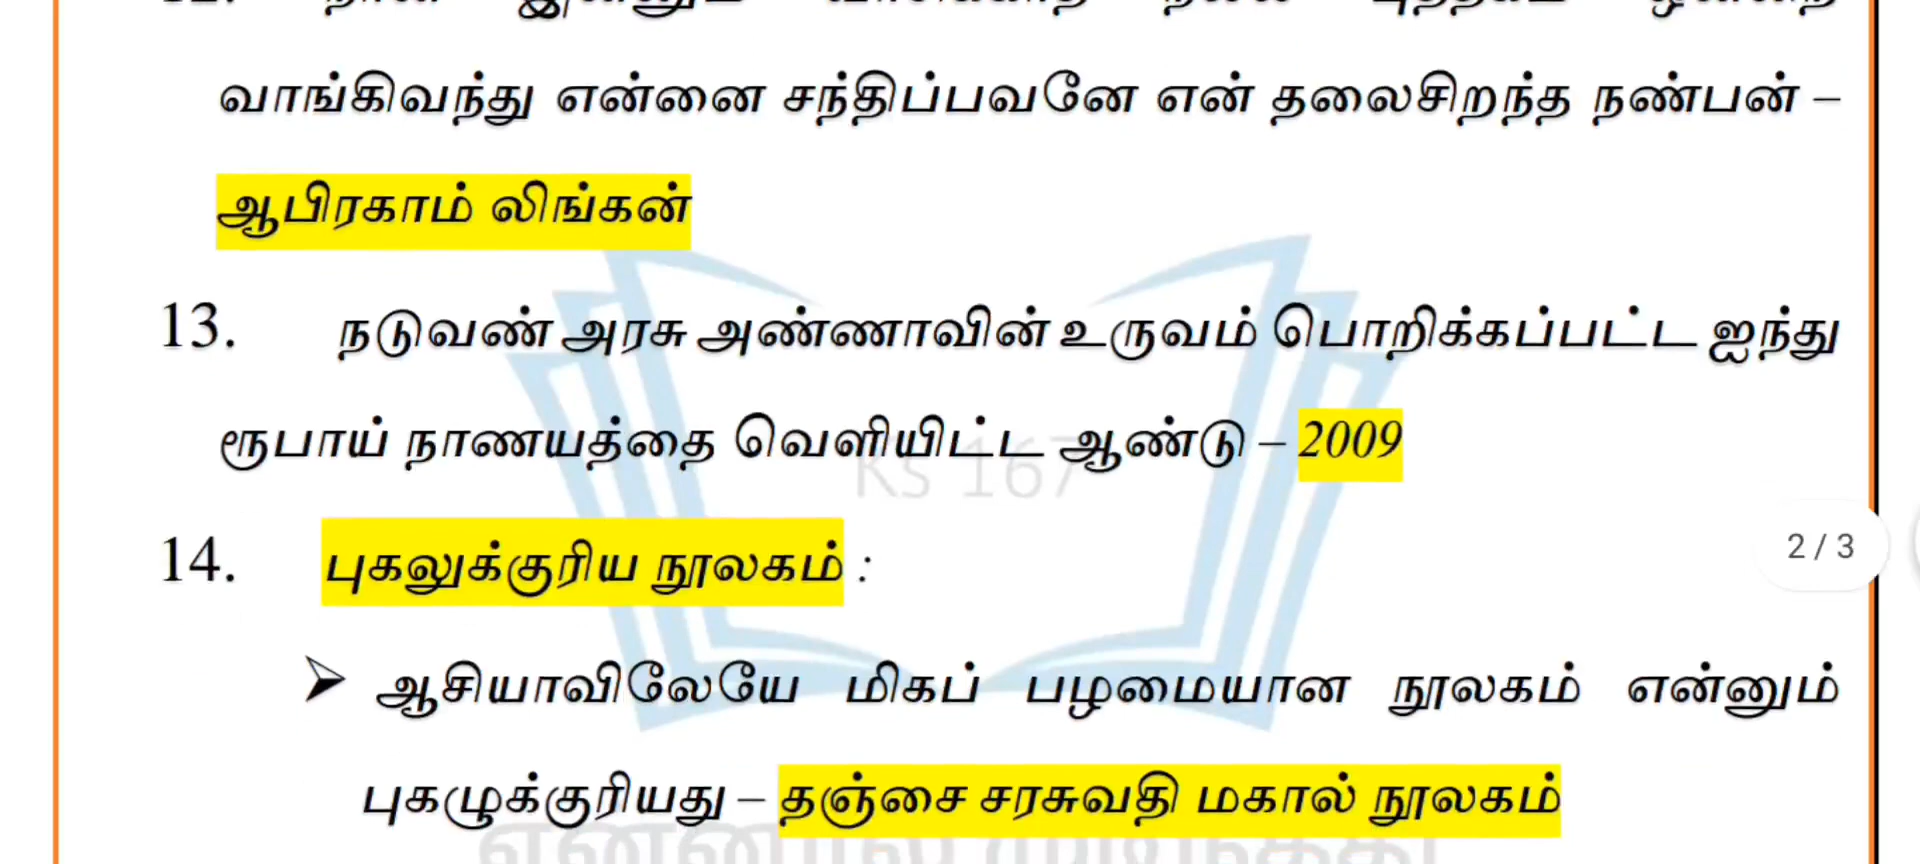 வாங்கிவந்து என்னை சந்திப்பவனே என் தலைசிறந்த நண்பன் –
ஆபிரகாம் லிங்கன்
13. நடுவண் அரசு அண்ணாவின் உருவம் பொறிக்கப்பட்ட ஐந்து
ரூபாய் நாணயத்தை வெளியிட்ட ஆண்டு – 2009
Ks 167
14. புகலுக்குரிய நூலகம் :
2 / 3
➢ ஆசியாவிலேயே மிகப் பழமையான நூலகம் என்னும்
புகழுக்குரியது – தஞ்சை சரசுவதி மகால் நூலகம்